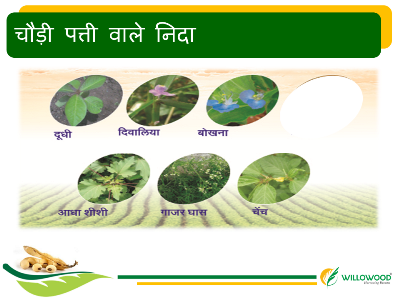 चौड़ी पत्ती वाले निंदा
दूधी
दिवालिया
बोखना
आधा शीशी
गाजर घास
चेंच
WILLOWOOD